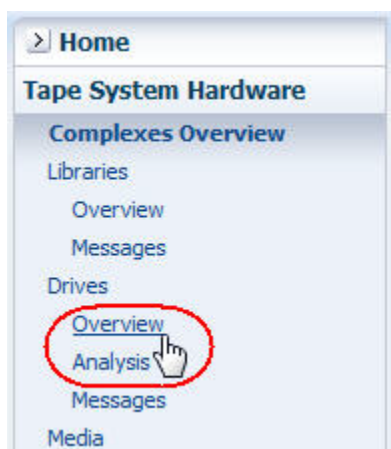 Home
Tape System Hardware
Complexes Overview
Libraries
Overview
Messages
Drives
Overview
Analysis
Messages
Media